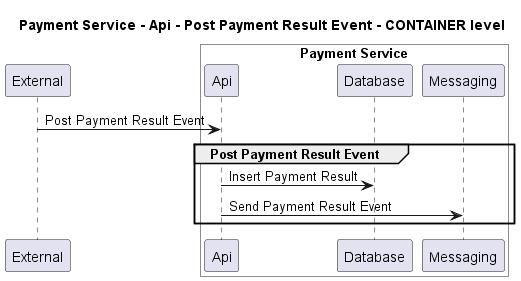 Payment Service - Api - Post Payment Result Event - CONTAINER level
Payment Service
External
Api
Database
Messaging
Post Payment Result Event
Post Payment Result Event
Insert Payment Result
Send Payment Result Event
External
Api
Database
Messaging